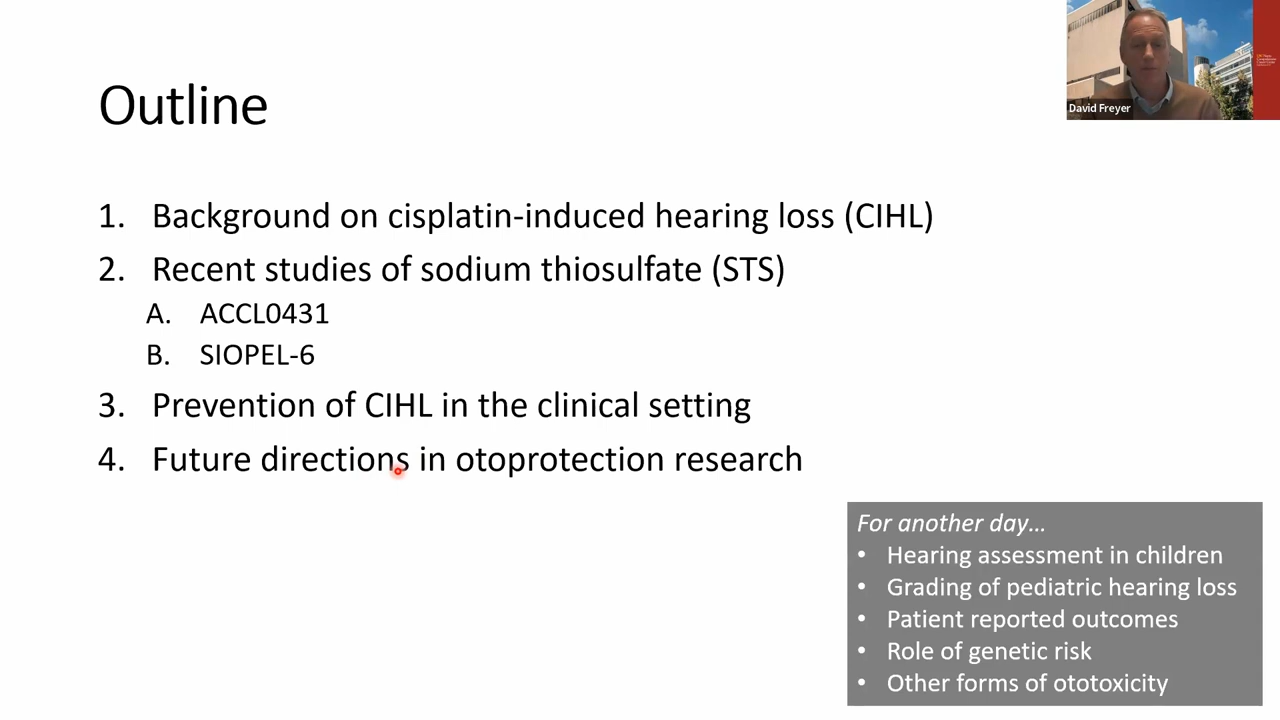 Outline
David Freyer
1. Background on cisplatin-induced hearing loss (CIHL)
2. Recent studies of sodium thiosulfate (STS)
A. ACCL0431
B. SIOPEL-6
3. Prevention of CIHL in the clinical setting
4. Future directions in otoprotection research
For another day…
• Hearing assessment in children
• Grading of pediatric hearing loss
• Patient reported outcomes
• Role of genetic risk
• Other forms of ototoxicity